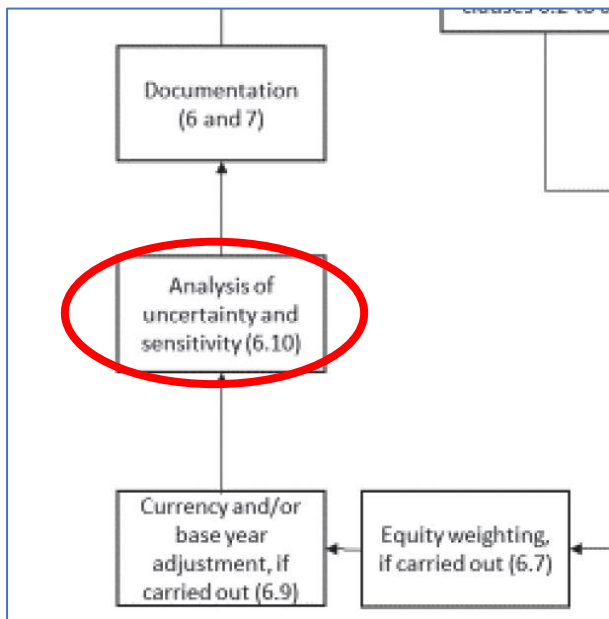 Documentation
(6 and 7)
Analysis of
uncertainty and
sensitivity (6.10)
Currency and/or
base year
adjustment, if
carried out (6.9)
Equity weighting,
if carried out (6.7)